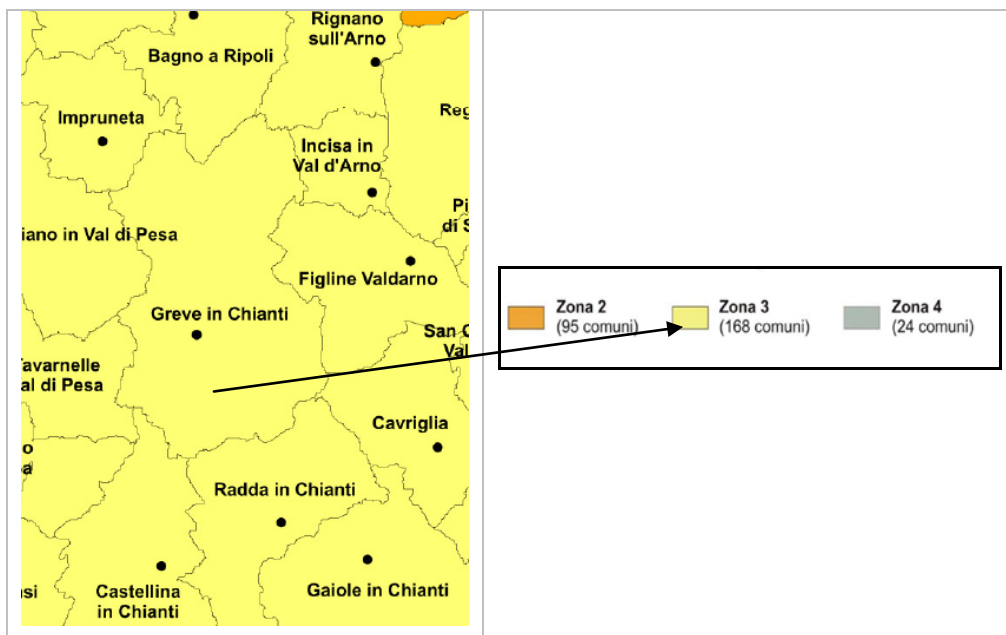 Rignano
sull'Arno
Bagno a Ripoli
Impruneta
Reg
Incisa in
Val d'Arno
Pi
di S
iano in Val di Pesa
Figline Valdarno
Greve in Chianti
San C
Val
avarnelle
al di Pesa
Cavriglia
o
sa
Radda in Chianti
si
Castellina
in Chianti
Gaiole in Chianti
Zona 2
(95 comuni)
Zona 3
(168 comuni)
Zona 4
(24 comuni)